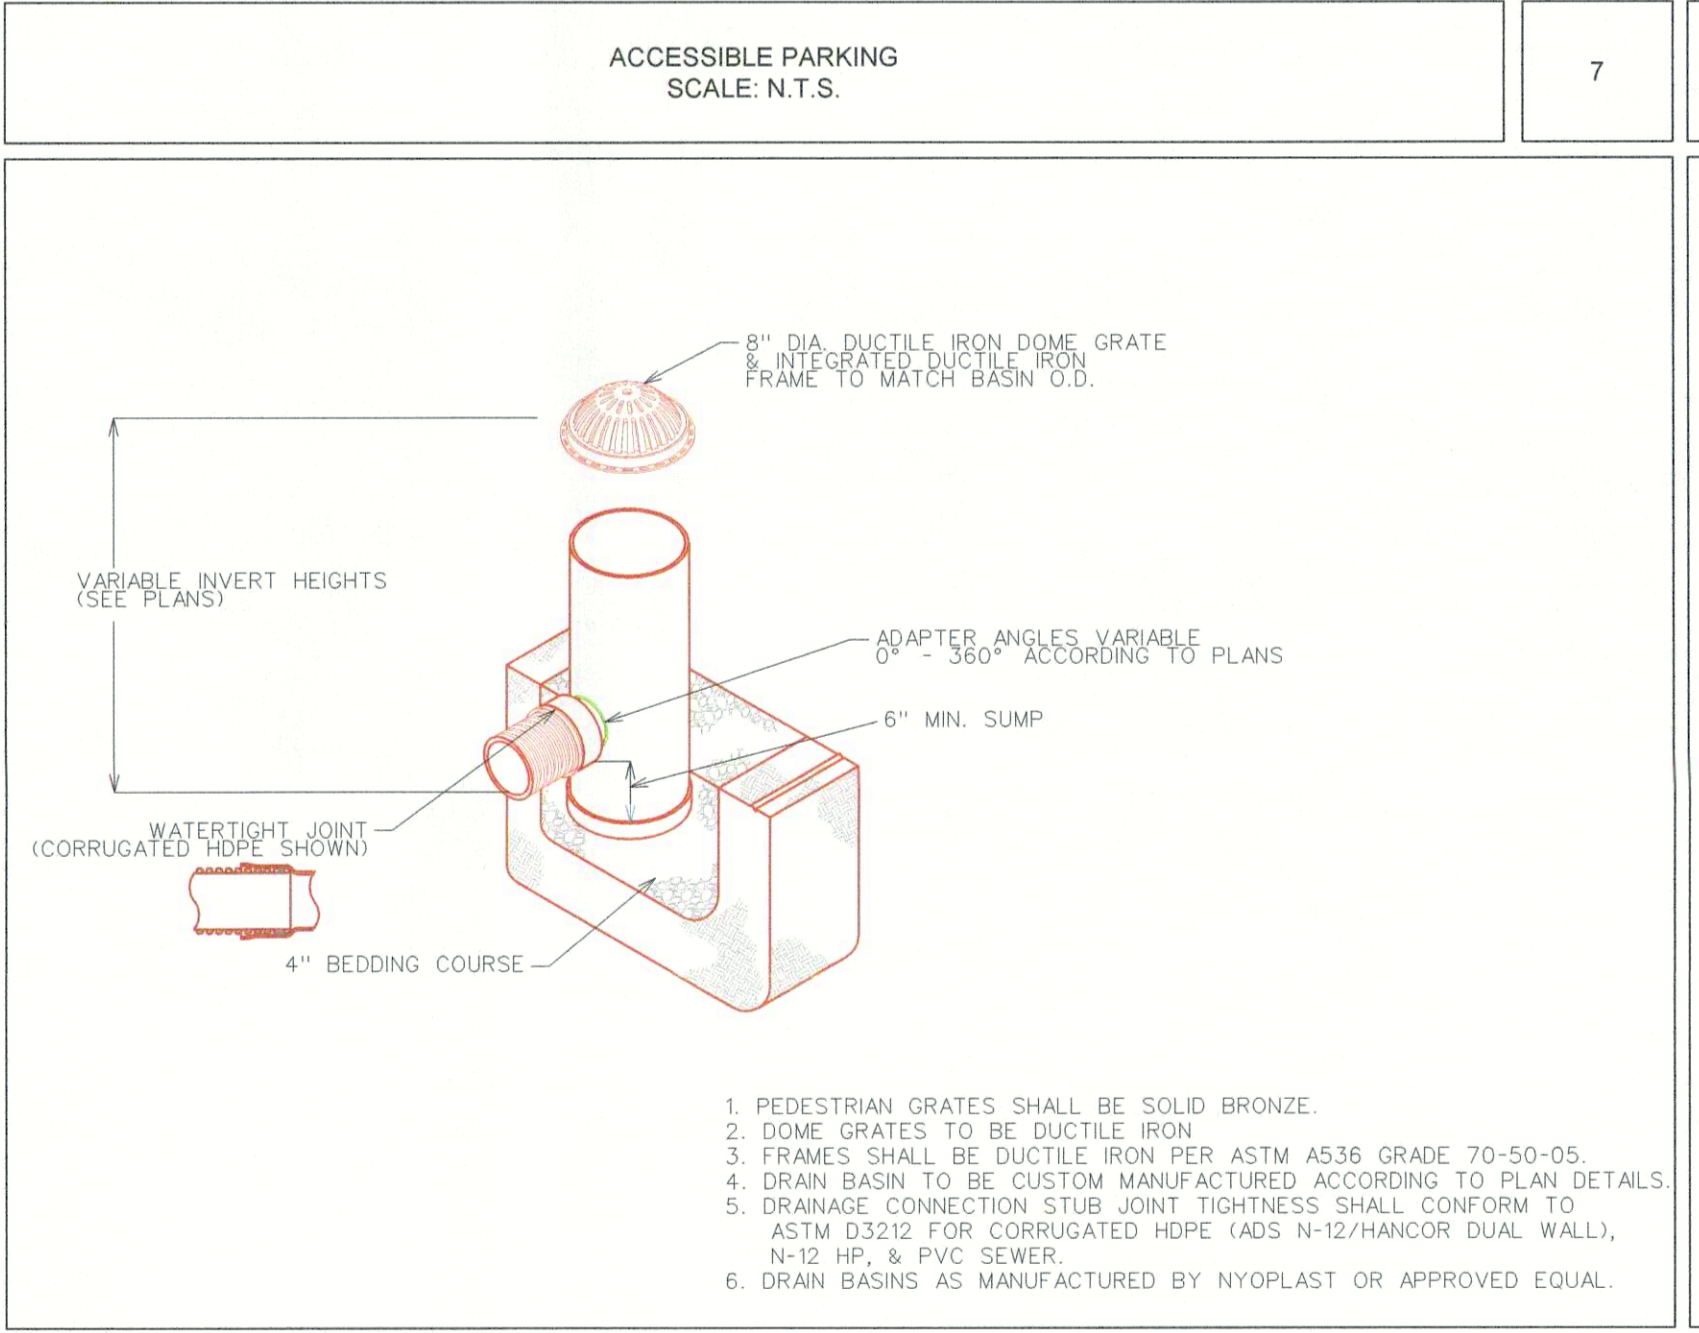 ACCESSIBLE PARKING
SCALE: N.T.S.
7
8" DIA. DUCTILE IRON DOME GRATE
& INTEGRATED DUCTILE IRON
FRAME TO MATCH BASIN O.D.
VARIABLE INVERT HEIGHTS
(SEE PLANS)
ADAPTER ANGLES VARIABLE
0° - 360° ACCORDING TO PLANS
6" MIN. SUMP
WATERTIGHT JOINT
(CORRUGATED HDPE SHOWN)
4" BEDDING COURSE
1. PEDESTRIAN GRATES SHALL BE SOLID BRONZE.
2. DOME GRATES TO BE DUCTILE IRON
3. FRAMES SHALL BE DUCTILE IRON PER ASTM A536 GRADE 70-50-05.
4. DRAIN BASIN TO BE CUSTOM MANUFACTURED ACCORDING TO PLAN DETAILS.
5. DRAINAGE CONNECTION STUB JOINT TIGHTNESS SHALL CONFORM TO
ASTM D3212 FOR CORRUGATED HDPE (ADS N-12/HANCOR DUAL WALL),
N-12 HP, & PVC SEWER.
6. DRAIN BASINS AS MANUFACTURED BY NYOPLAST OR APPROVED EQUAL.